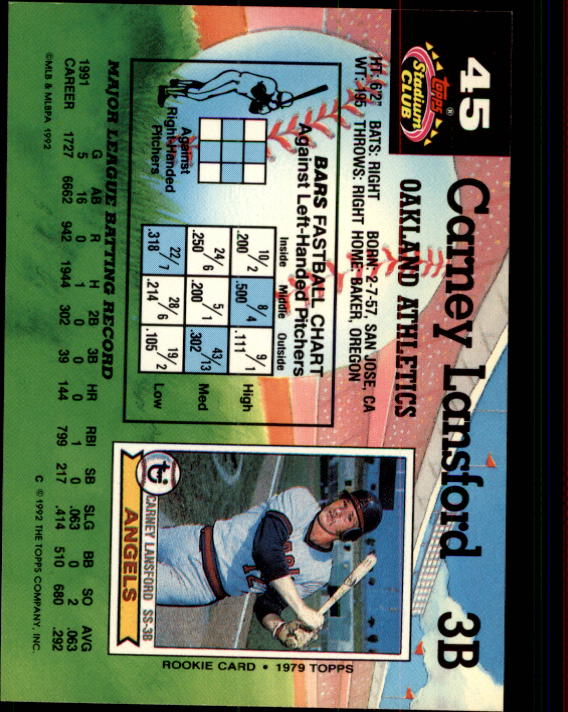 45
Topps®
Stadium
CLUB
Carney Lansford 3B
OAKLAND ATHLETICS
HT: 6'2" BATS: RIGHT BORN: 2-7-57, SAN JOSE, CA
WT: 195 THROWS: RIGHT HOME: BAKER, OREGON
BARS FASTBALL CHART
Against Left-Handed Pitchers
Inside Middle Outside
10/2 8/4 9/1
.200 .500 .111 High
24/6 5/1 43/13
.250 .200 .302 Med
22/7 28/6 19/2
.318 .214 .105 Low
Against
Right-Handed
Pitchers
CARNEY LANSFORD SS-3B
ANGELS
ROOKIE CARD • 1979 TOPPS
MAJOR LEAGUE BATTING RECORD
G AB R H 2B 3B HR RBI SB SLG BB SO AVG
1991 5 16 0 1 0 0 0 1 0 .063 0 2 .063
CAREER 1727 6662 942 1944 302 39 144 799 217 .414 510 680 .292
©MLB & MLBPA 1992
C © 1992 THE TOPPS COMPANY, INC.